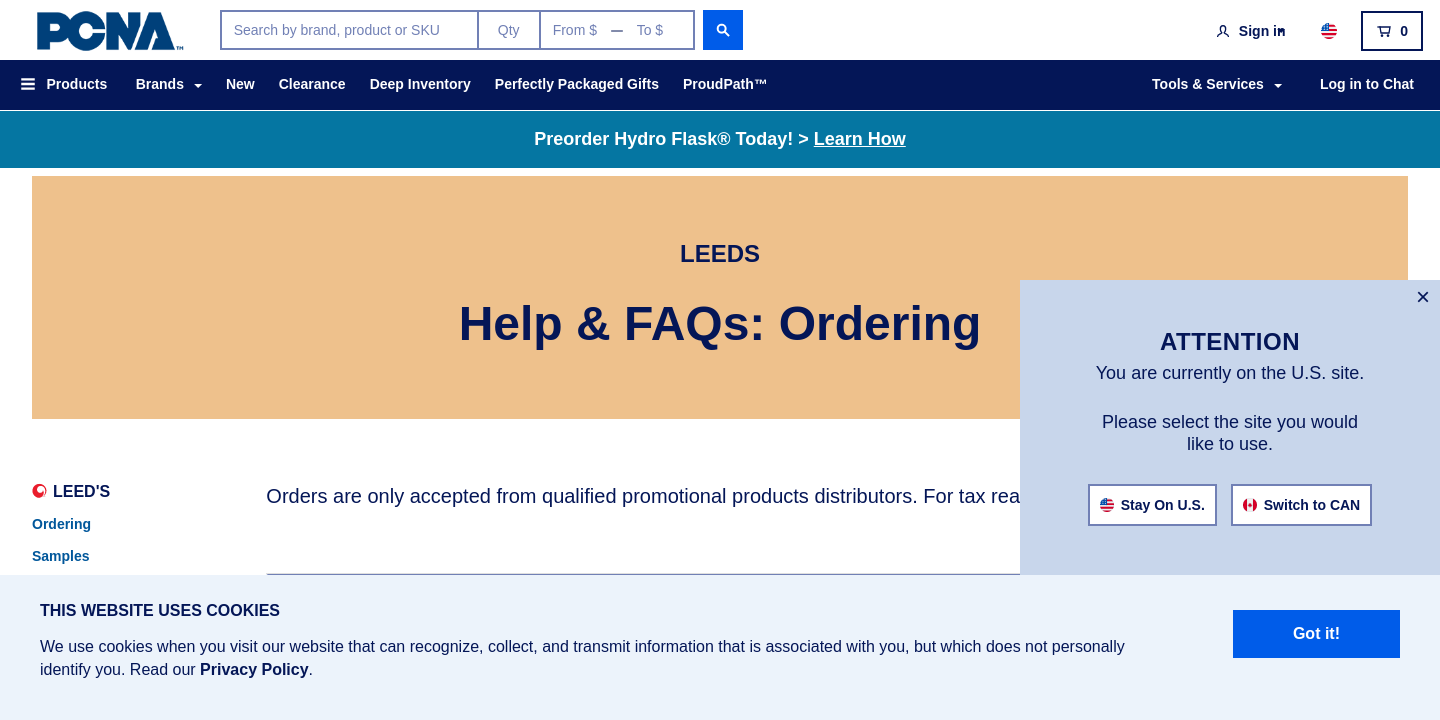 PCNA™
Search by brand, product or SKU
Qty
From $ — To $
Sign in
0
Products
Brands
New
Clearance
Deep Inventory
Perfectly Packaged Gifts
ProudPath™
Tools & Services
Log in to Chat
Preorder Hydro Flask® Today! > Learn How
LEEDS
Help & FAQs: Ordering
×
ATTENTION
You are currently on the U.S. site.
Please select the site you would
like to use.
Stay On U.S.
Switch to CAN
LEED'S
Ordering
Samples
Orders are only accepted from qualified promotional products distributors. For tax rea
THIS WEBSITE USES COOKIES
We use cookies when you visit our website that can recognize, collect, and transmit information that is associated with you, but which does not personally
identify you. Read our Privacy Policy.
Got it!